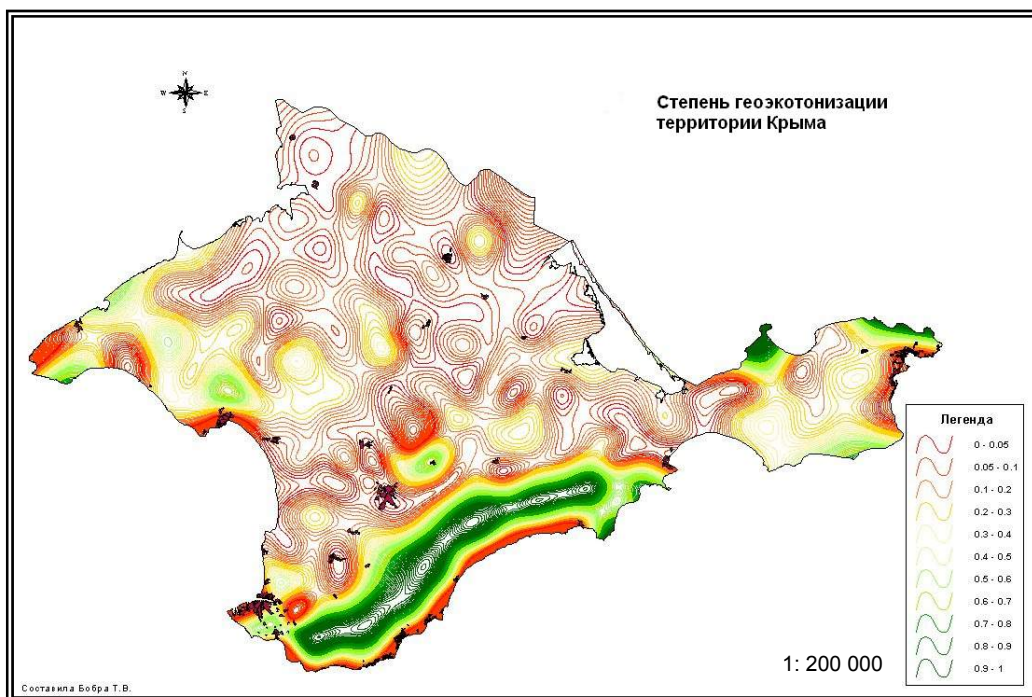 N
W E
S
Степень геоэкотонизации
территории Крыма
Легенда
0 - 0.05
0.05 - 0.1
0.1 - 0.2
0.2 - 0.3
0.3 - 0.4
0.4 - 0.5
0.5 - 0.6
0.6 - 0.7
0.7 - 0.8
0.8 - 0.9
0.9 - 1
1: 200 000
Составила Бобра Т.В.